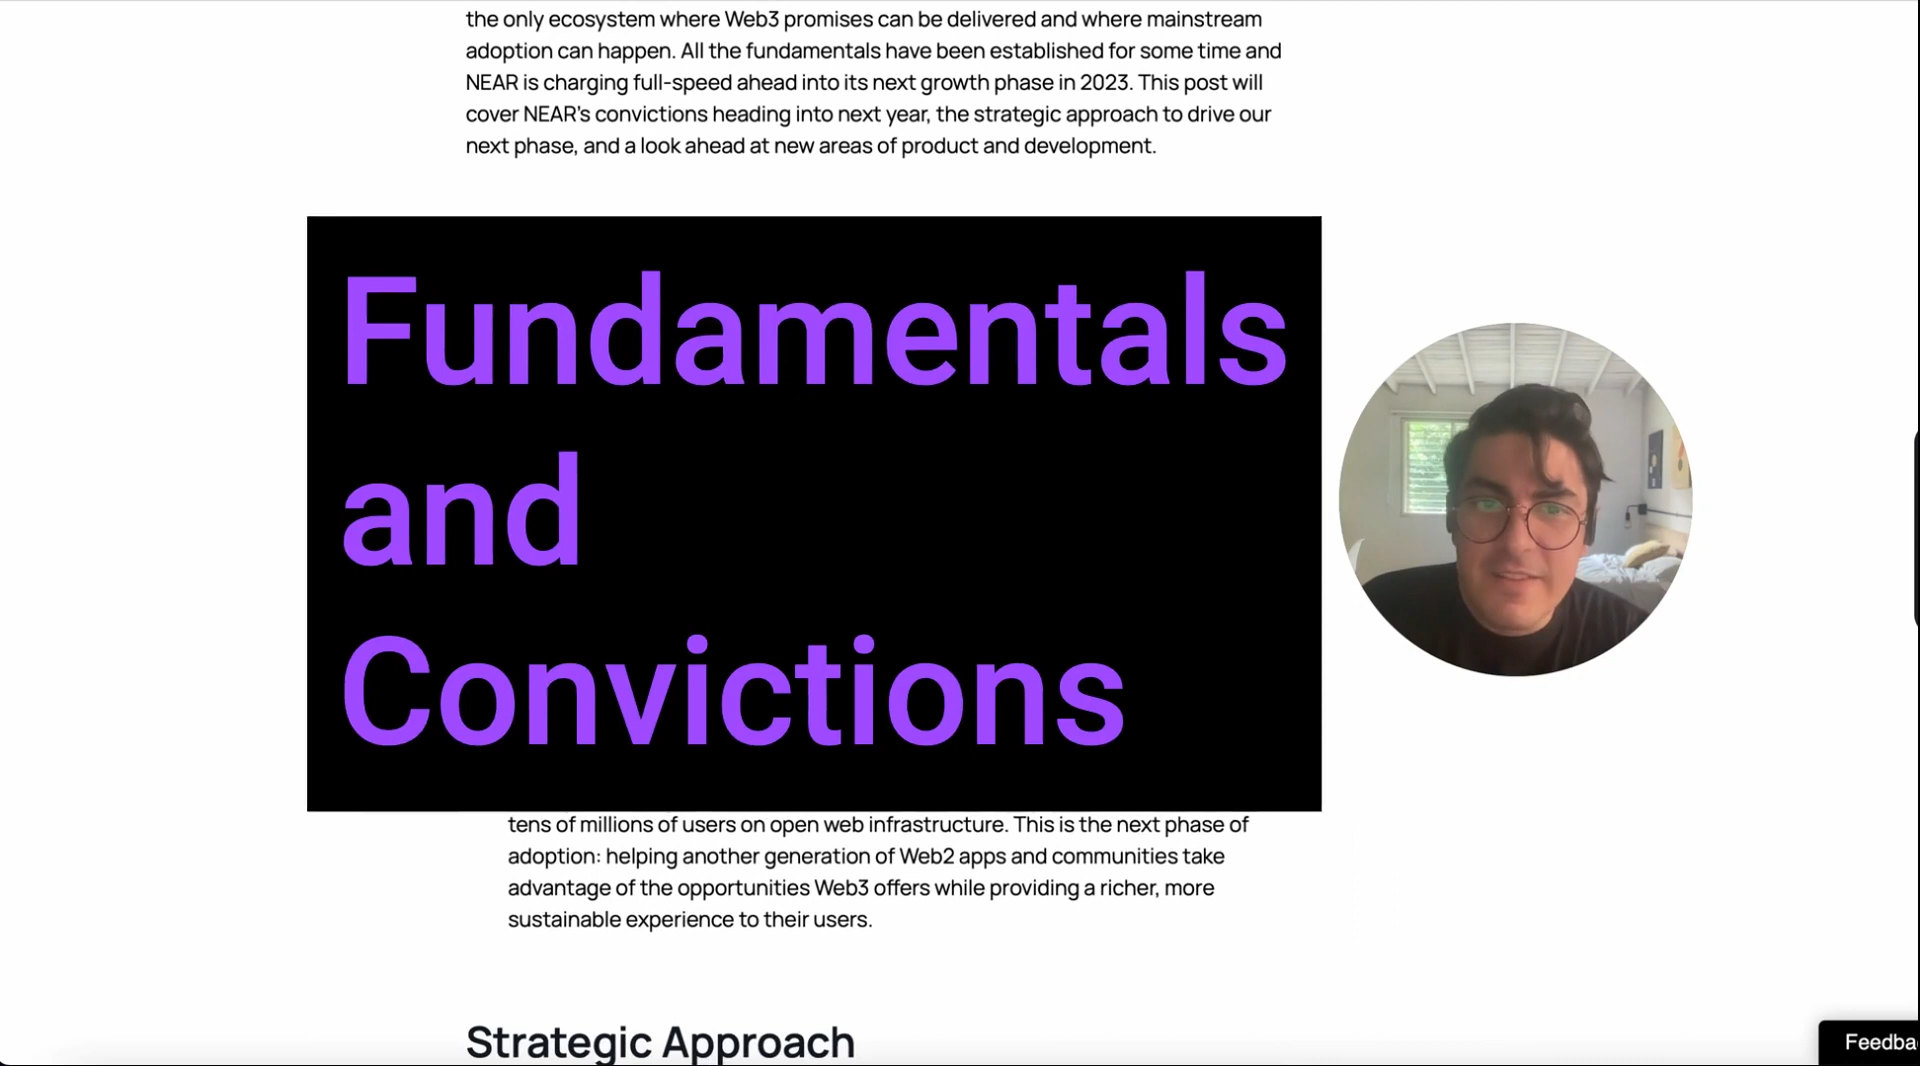 the only ecosystem where Web3 promises can be delivered and where mainstream
adoption can happen. All the fundamentals have been established for some time and
NEAR is charging full-speed ahead into its next growth phase in 2023. This post will
cover NEAR’s convictions heading into next year, the strategic approach to drive our
next phase, and a look ahead at new areas of product and development.
Fundamentals
and
Convictions
tens of millions of users on open web infrastructure. This is the next phase of
adoption: helping another generation of Web2 apps and communities take
advantage of the opportunities Web3 offers while providing a richer, more
sustainable experience to their users.
Strategic Approach
Feedba